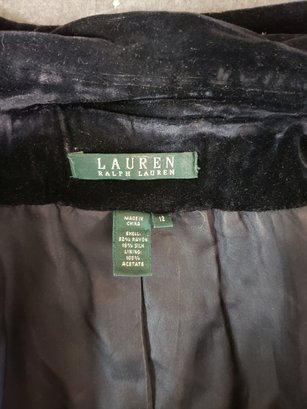 LAUREN
RALPH LAUREN
MADE IN
CHINA
12
SHELL:
82% RAYON
18% SILK
LINING:
100%
ACETATE